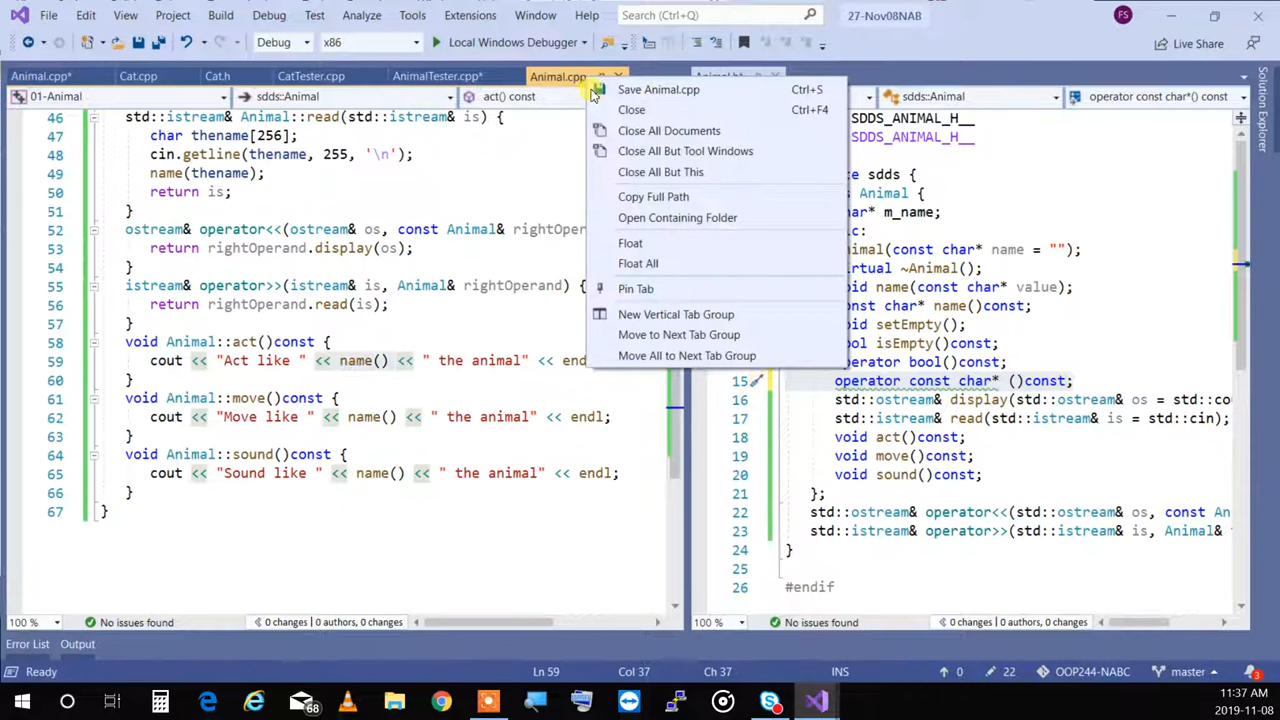 File Edit View Project Build Debug Test Analyze Tools Extensions Window Help Search (Ctrl+Q) 27-Nov08NAB FS
Debug x86 Local Windows Debugger Live Share
Animal.cpp* Cat.cpp Cat.h CatTester.cpp AnimalTester.cpp* Animal.cpp
01-Animal sdds::Animal act() const sdds::Animal operator const char*() const
Save Animal.cpp Ctrl+S
Close Ctrl+F4
Close All Documents
Close All But Tool Windows
Close All But This
Copy Full Path
Open Containing Folder
Float
Float All
Pin Tab
New Vertical Tab Group
Move to Next Tab Group
Move All to Next Tab Group
46 std::istream& Animal::read(std::istream& is) {
47 char thename[256];
48 cin.getline(thename, 255, '\n');
49 name(thename);
50 return is;
51 }
52 ostream& operator<<(ostream& os, const Animal& rightOpe
53 return rightOperand.display(os);
54 }
55 istream& operator>>(istream& is, Animal& rightOperand) {
56 return rightOperand.read(is);
57 }
58 void Animal::act()const {
59 cout << "Act like " << name() << " the animal" << end
60 }
61 void Animal::move()const {
62 cout << "Move like " << name() << " the animal" << endl;
63 }
64 void Animal::sound()const {
65 cout << "Sound like " << name() << " the animal" << endl;
66 }
67 }
SDDS_ANIMAL_H__
SDDS_ANIMAL_H__
ce sdds {
s Animal {
har* m_name;
ic:
nimal(const char* name = "");
irtual ~Animal();
oid name(const char* value);
onst char* name()const;
oid setEmpty();
ool isEmpty()const;
operator bool()const;
15 operator const char* ()const;
16 std::ostream& display(std::ostream& os = std::co
17 std::istream& read(std::istream& is = std::cin);
18 void act()const;
19 void move()const;
20 void sound()const;
21 };
22 std::ostream& operator<<(std::ostream& os, const An
23 std::istream& operator>>(std::istream& is, Animal&
24 }
25
26 #endif
100 % No issues found 0 changes | 0 authors, 0 changes
100 % No issues found 0 changes | 0 authors, 0 changes
Solution Explorer
Error List Output
Ready Ln 59 Col 37 Ch 37 INS 0 22 OOP244-NABC master 3
68
11:37 AM
2019-11-08